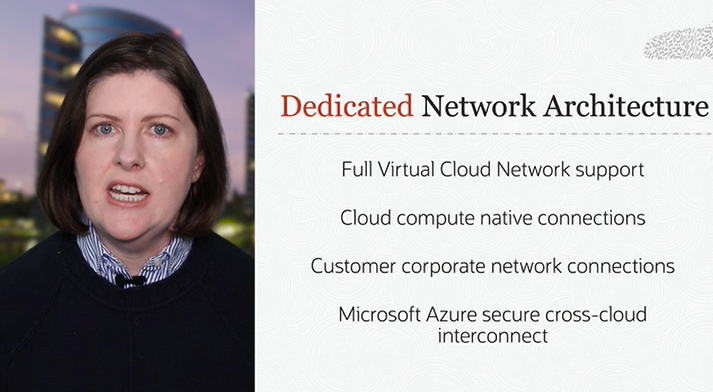 Dedicated Network Architecture
Full Virtual Cloud Network support
Cloud compute native connections
Customer corporate network connections
Microsoft Azure secure cross-cloud
interconnect